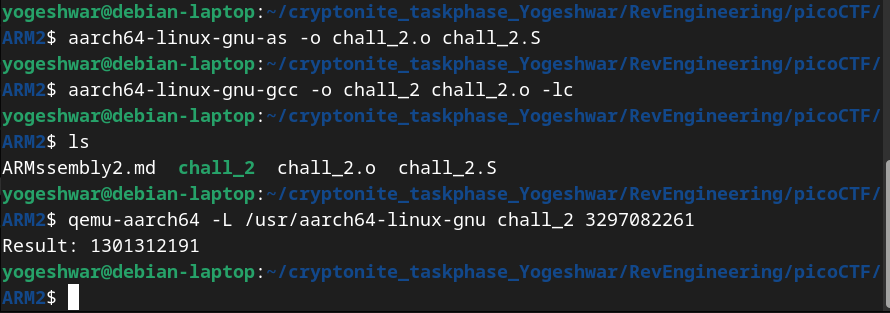 yogeshwar@debian-laptop:~/cryptonite_taskphase_Yogeshwar/RevEngineering/picoCTF/
ARM2$ aarch64-linux-gnu-as -o chall_2.o chall_2.S
yogeshwar@debian-laptop:~/cryptonite_taskphase_Yogeshwar/RevEngineering/picoCTF/
ARM2$ aarch64-linux-gnu-gcc -o chall_2 chall_2.o -lc
yogeshwar@debian-laptop:~/cryptonite_taskphase_Yogeshwar/RevEngineering/picoCTF/
ARM2$ ls
ARMssembly2.md  chall_2  chall_2.o  chall_2.S
yogeshwar@debian-laptop:~/cryptonite_taskphase_Yogeshwar/RevEngineering/picoCTF/
ARM2$ qemu-aarch64 -L /usr/aarch64-linux-gnu chall_2 3297082261
Result: 1301312191
yogeshwar@debian-laptop:~/cryptonite_taskphase_Yogeshwar/RevEngineering/picoCTF/
ARM2$